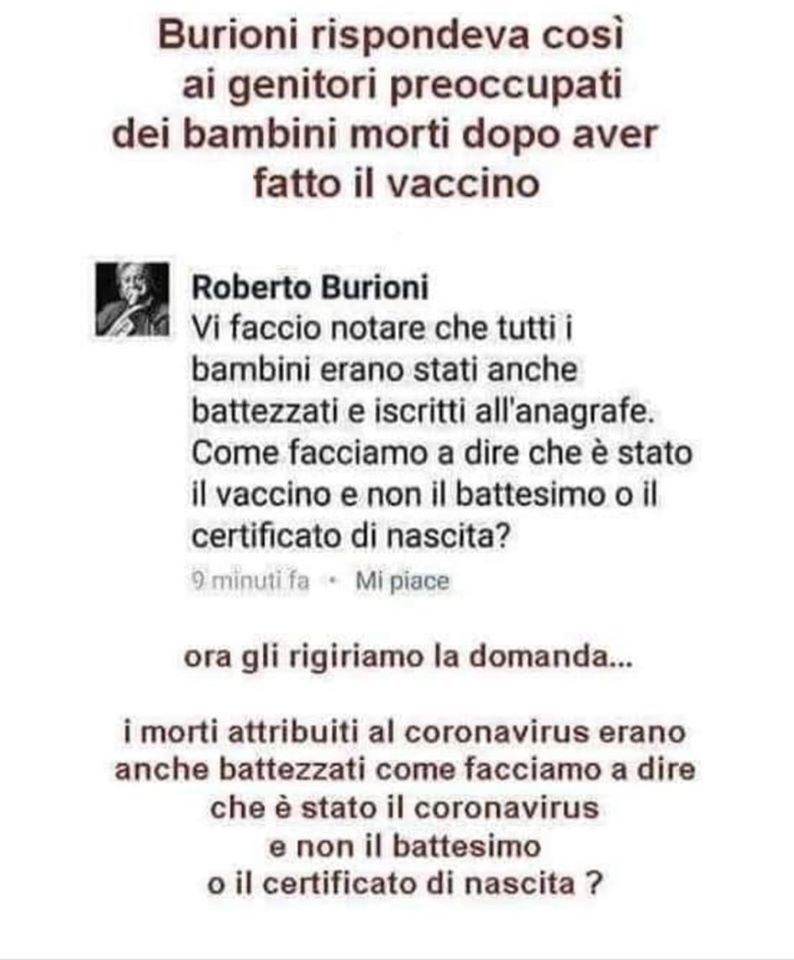 Burioni rispondeva così
ai genitori preoccupati
dei bambini morti dopo aver
fatto il vaccino
Roberto Burioni
Vi faccio notare che tutti i
bambini erano stati anche
battezzati e iscritti all'anagrafe.
Come facciamo a dire che è stato
il vaccino e non il battesimo o il
certificato di nascita?
9 minuti fa • Mi piace
ora gli rigiriamo la domanda...
i morti attribuiti al coronavirus erano
anche battezzati come facciamo a dire
che è stato il coronavirus
e non il battesimo
o il certificato di nascita ?